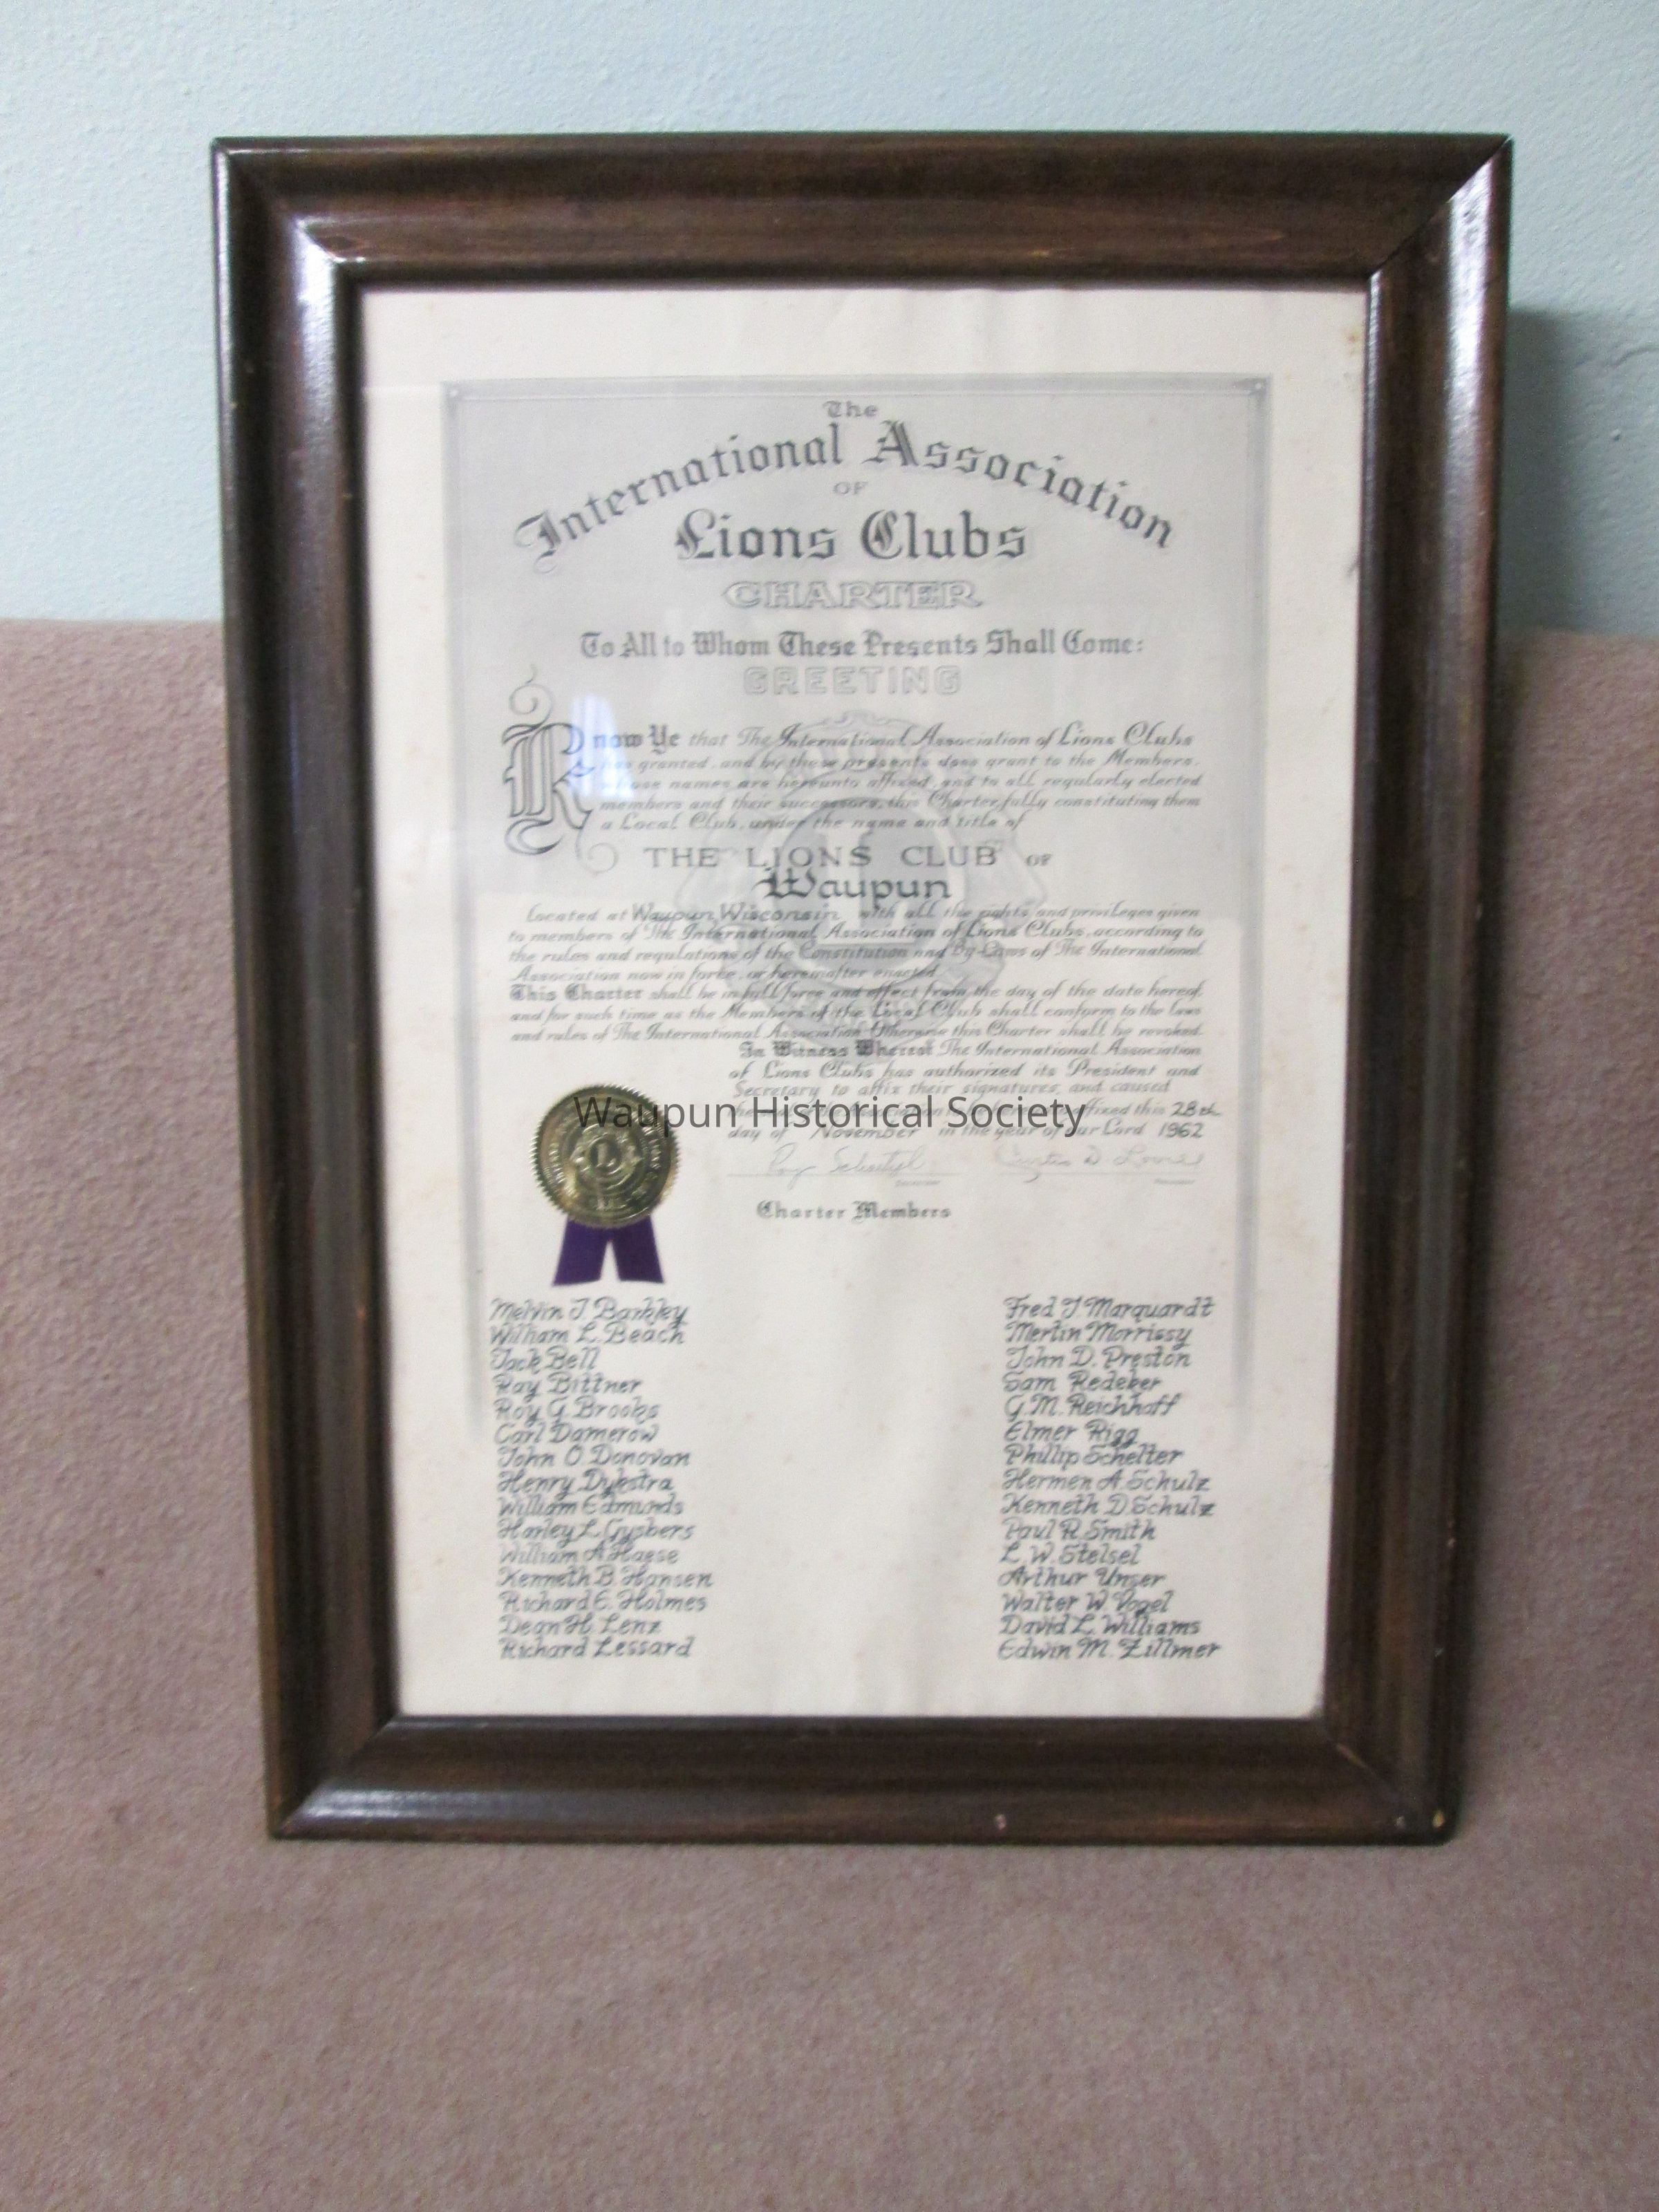 The
International Association
OF
Lions Clubs
CHARTER
To All to Whom These Presents Shall Come:
GREETING
Know Ye that The International Association of Lions Clubs
has granted, and by these presents does grant to the Members,
whose names are hereunto affixed, and to all regularly elected
members and their successors, this Charter, fully constituting them
a Local Club, under the name and title of
THE LIONS CLUB OF
Waupun
Located at Waupun, Wisconsin with all the rights and privileges given
to members of The International Association of Lions Clubs, according to
the rules and regulations of the Constitution and By-Laws of The International
Association now in force, or hereafter enacted.
This Charter shall be in full force and effect from the day of the date hereof,
and for such time as the Members of the Local Club shall conform to the laws
and rules of The International Association. Otherwise this Charter shall be revoked.
In Witness Whereof The International Association
of Lions Clubs has authorized its President and
Secretary to affix their signatures, and caused
affixed this 28th
day of November in the year of our Lord 1962
Curtis D. Lovill
Charter Members
Melvin J Barkley
William L. Beach
Jack Bell
Ray Bittner
Roy G. Brooks
Carl Damerow
John O Donovan
Henry Dykstra
William Edmunds
Harley L. Gysbers
William A Haase
Kenneth B. Hansen
Richard E. Holmes
Dean H. Lenz
Richard Lessard
Fred J Marquardt
Merlin Morrissy
John D. Preston
Sam Redeker
G. M. Reichhoff
Elmer Rigg
Phillip Schelter
Hermen A. Schulz
Kenneth D. Schulz
Paul R. Smith
L. W. Stelsel
Arthur Unser
Walter W. Vogel
David L. Williams
Edwin M. Zillmer
Waupun Historical Society